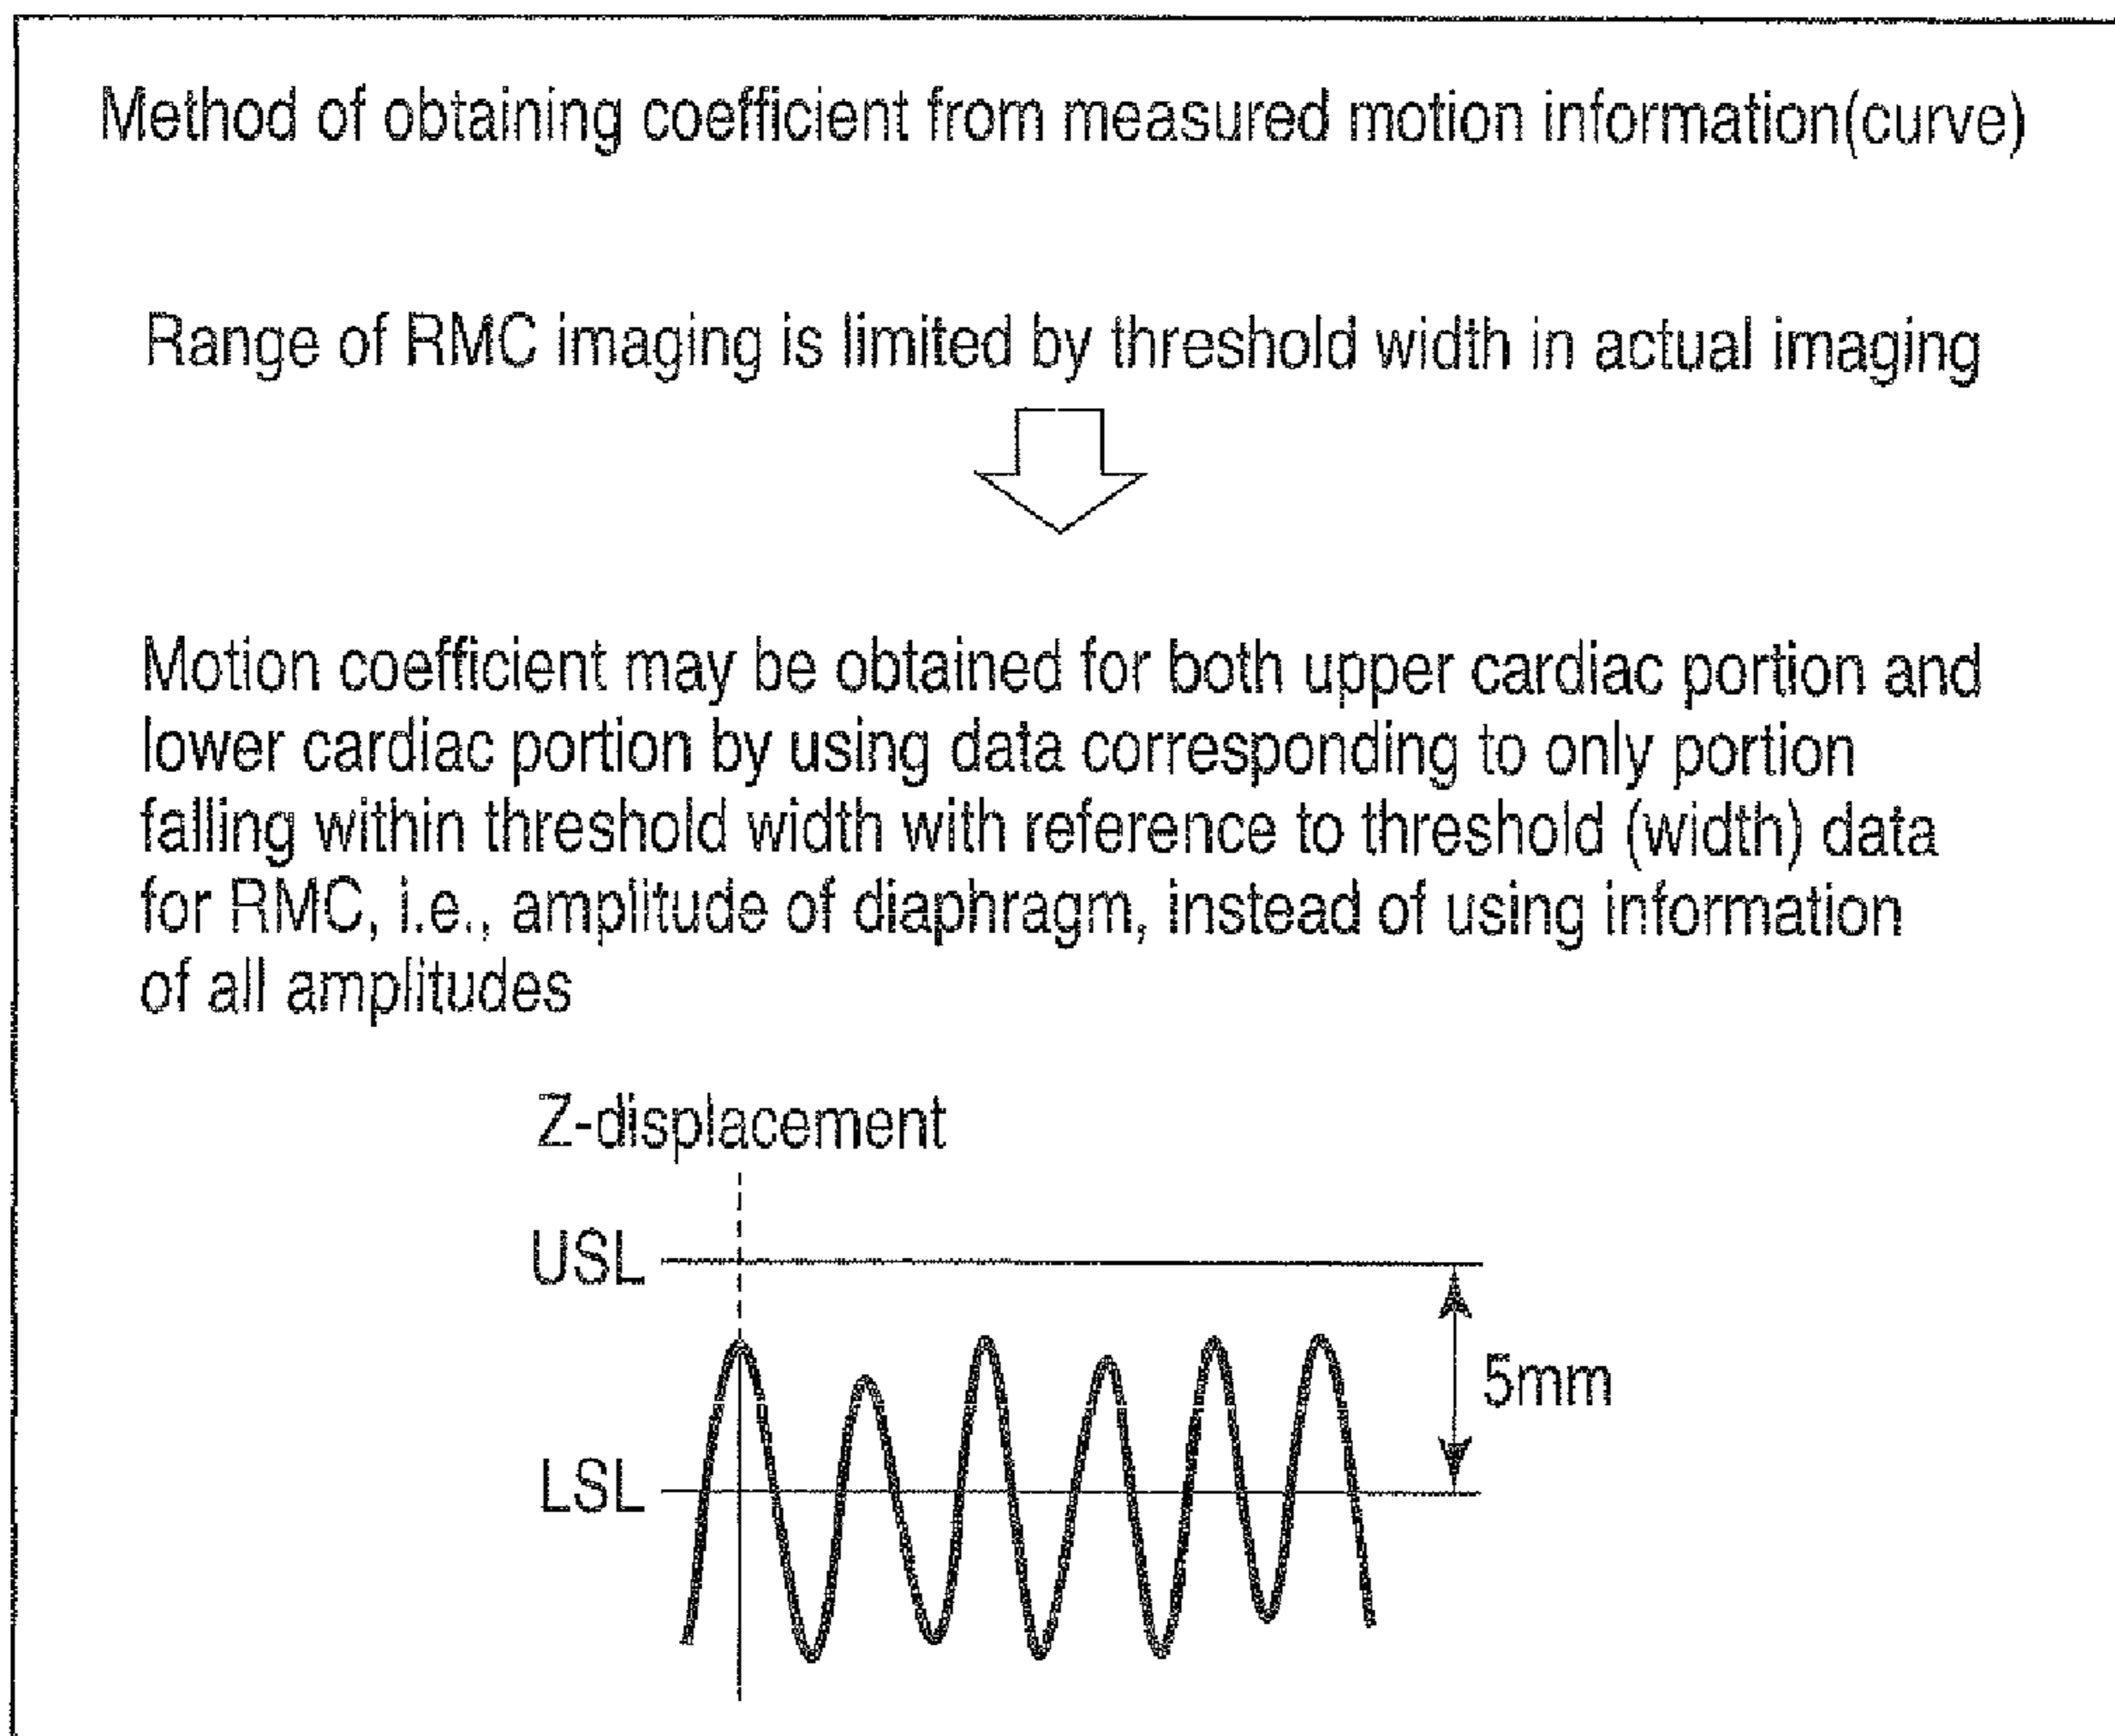 Method of obtaining coefficient from measured motion information(curve)
Range of RMC imaging is limited by threshold width in actual imaging
Motion coefficient may be obtained for both upper cardiac portion and
lower cardiac portion by using data corresponding to only portion
falling within threshold width with reference to threshold (width) data
for RMC, i.e., amplitude of diaphragm, instead of using information
of all amplitudes
Z-displacement
USL
5mm
LSL